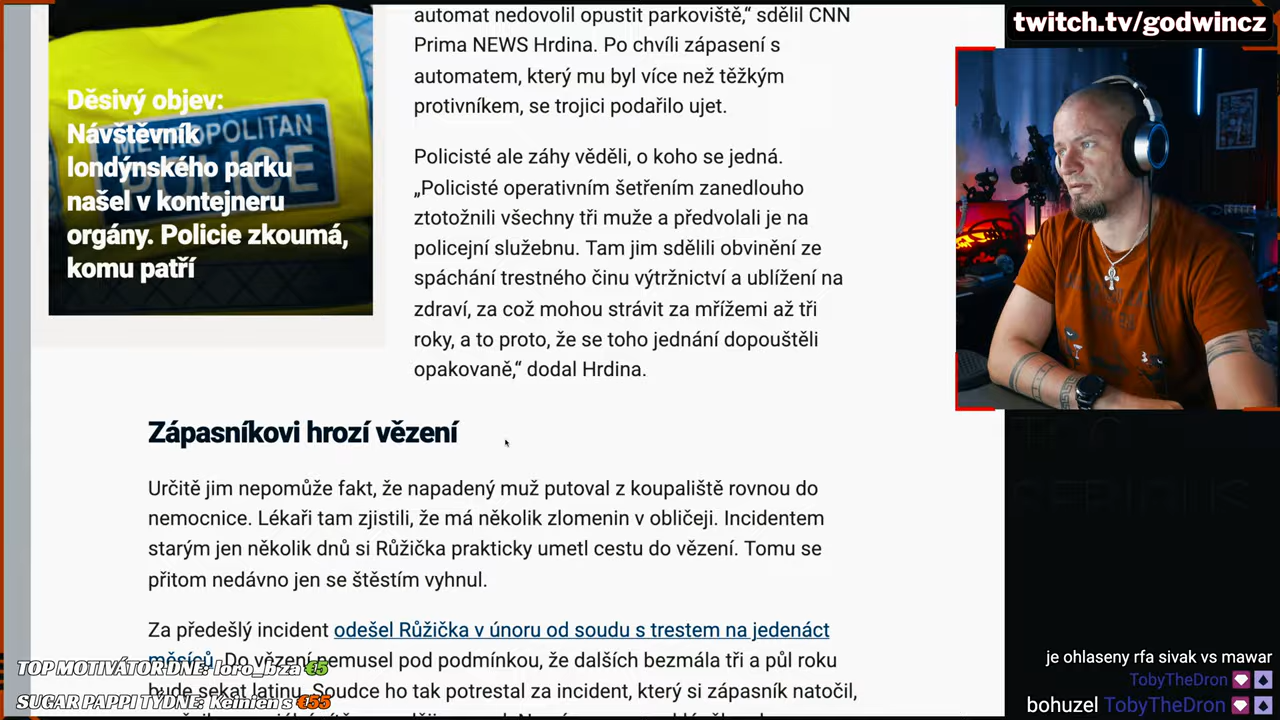 twitch.tv/godwincz
Děsivý objev:
Návštěvník
londýnského parku
našel v kontejneru
orgány. Policie zkoumá,
komu patří
METROPOLITAN
POLICE
automat nedovolil opustit parkoviště,“ sdělil CNN
Prima NEWS Hrdina. Po chvíli zápasení s
automatem, který mu byl více než těžkým
protivníkem, se trojici podařilo ujet.
Policisté ale záhy věděli, o koho se jedná.
„Policisté operativním šetřením zanedlouho
ztotožnili všechny tři muže a předvolali je na
policejní služebnu. Tam jim sdělili obvinění ze
spáchání trestného činu výtržnictví a ublížení na
zdraví, za což mohou strávit za mřížemi až tři
roky, a to proto, že se toho jednání dopouštěli
opakovaně,“ dodal Hrdina.
Zápasníkovi hrozí vězení
Určitě jim nepomůže fakt, že napadený muž putoval z koupaliště rovnou do
nemocnice. Lékaři tam zjistili, že má několik zlomenin v obličeji. Incidentem
starým jen několik dnů si Růžička prakticky umetl cestu do vězení. Tomu se
přitom nedávno jen se štěstím vyhnul.
Za předešlý incident odešel Růžička v únoru od soudu s trestem na jedenáct
měsíců. Do vězení nemusel pod podmínkou, že dalších bezmála tři a půl roku
bude sekat latinu. Soudce ho tak potrestal za incident, který si zápasník natočil,
TOP MOTIVÁTOR DNE: loro_bza €5
SUGAR PAPPI TÝDNE: Keinien s €55
je ohlaseny rfa sivak vs mawar
TobyTheDron
bohuzel TobyTheDron